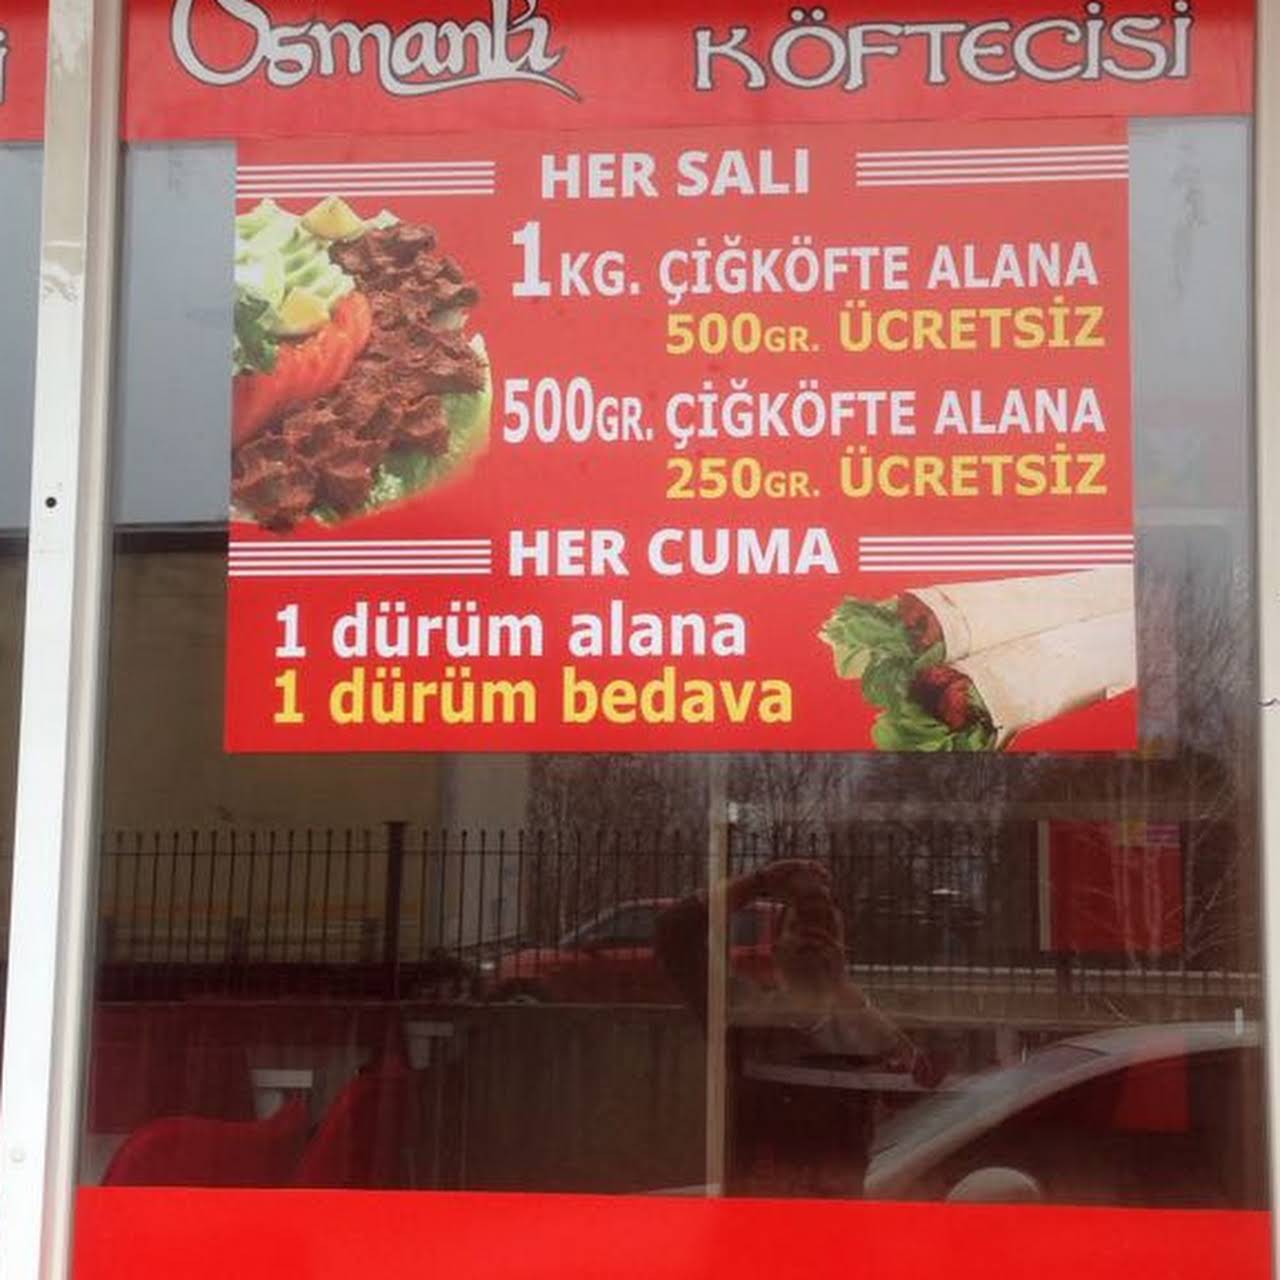 Osmanlı KÖFTECİSİ
HER SALI
1KG. ÇİĞKÖFTE ALANA
500GR. ÜCRETSİZ
500GR. ÇİĞKÖFTE ALANA
250GR. ÜCRETSİZ
HER CUMA
1 dürüm alana
1 dürüm bedava